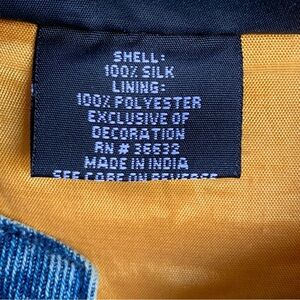 SHELL:
100% SILK
LINING:
100% POLYESTER
EXCLUSIVE OF
DECORATION
RN # 36632
MADE IN INDIA
SEE CARE ON REVERSE